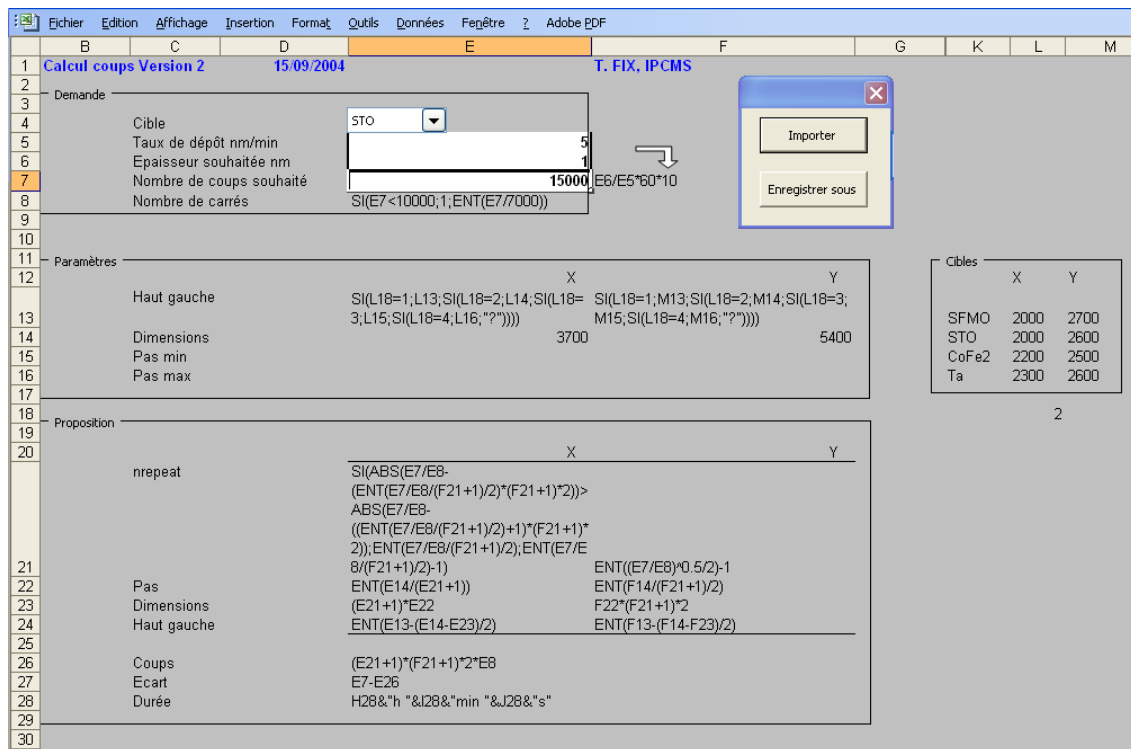 Fichier Edition Affichage Insertion Format Outils Données Fenêtre ? Adobe PDF
B C D E F G K L M
1 Calcul coups Version 2 15/09/2004 T. FIX, IPCMS
2
Demande
3
4 Cible STO
5 Taux de dépôt nm/min 5
Importer
6 Epaisseur souhaitée nm 1
7 Nombre de coups souhaité 15000 E6/E5*60*10
Enregistrer sous
8 Nombre de carrés SI(E7<10000;1;ENT(E7/7000))
9
10
11 Paramètres Cibles
12 X Y X Y
Haut gauche SI(L18=1;L13;SI(L18=2;L14;SI(L18= SI(L18=1;M13;SI(L18=2;M14;SI(L18=3;
13 3;L15;SI(L18=4;L16;"?")))) M15;SI(L18=4;M16;"?")))) SFMO 2000 2700
14 Dimensions 3700 5400 STO 2000 2600
15 Pas min CoFe2 2200 2500
16 Pas max Ta 2300 2600
17
18 2
Proposition
19
20 X Y
nrepeat SI(ABS(E7/E8-
(ENT(E7/E8/(F21+1)/2)*(F21+1)*2))>
ABS(E7/E8-
((ENT(E7/E8/(F21+1)/2)+1)*(F21+1)*
2));ENT(E7/E8/(F21+1)/2);ENT(E7/E
21 8/(F21+1)/2)-1) ENT((E7/E8)^0.5/2)-1
22 Pas ENT(E14/(E21+1)) ENT(F14/(F21+1)/2)
23 Dimensions (E21+1)*E22 F22*(F21+1)*2
24 Haut gauche ENT(E13-(E14-E23)/2) ENT(F13-(F14-F23)/2)
25
26 Coups (E21+1)*(F21+1)*2*E8
27 Ecart E7-E26
28 Durée H28&"h "&I28&"min "&J28&"s"
29
30